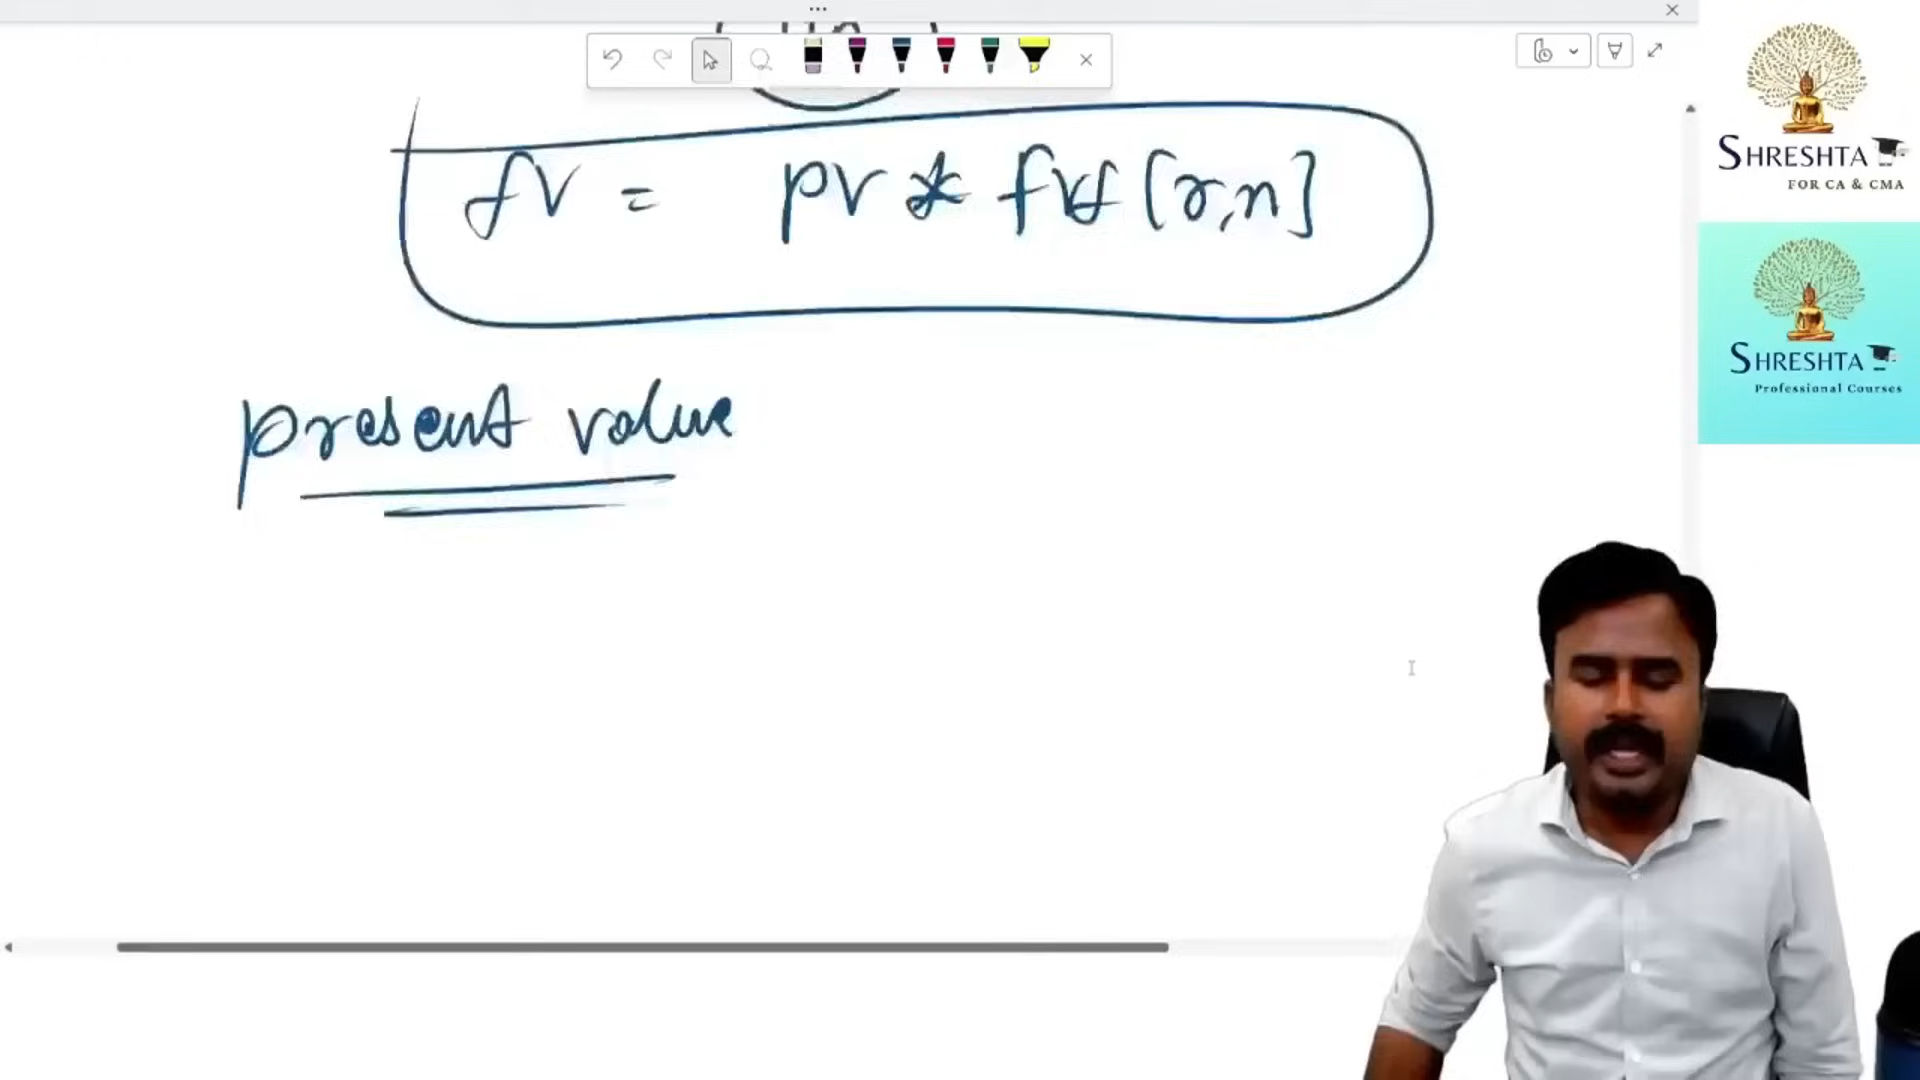 SHRESHTA
FOR CA & CMA
fV = PV * fvf [r,n]
SHRESHTA
Professional Courses
present value